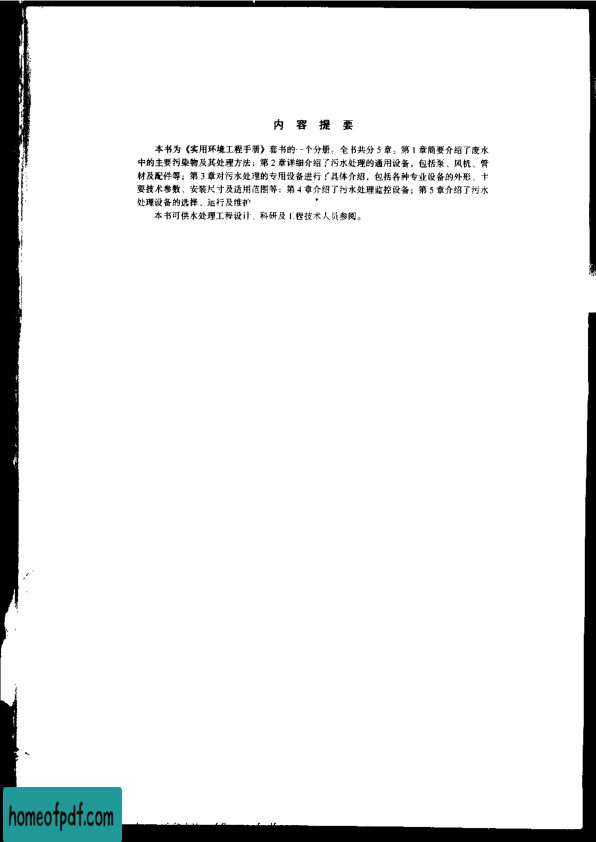 内 容 提 要
本书为《实用环境工程手册》套书的一个分册。全书共分 5 章。第 1 章简要介绍了废水
中的主要污染物及其处理方法；第 2 章详细介绍了污水处理的通用设备，包括泵、风机、管
材及配件等；第 3 章对污水处理的专用设备进行了具体介绍，包括各种专业设备的外形、主
要技术参数、安装尺寸及适用范围等；第 4 章介绍了污水处理监控设备；第 5 章介绍了污水
处理设备的选择、运行及维护
本书可供水处理工程设计、科研及工程技术人员参阅。
homeofpdf.com